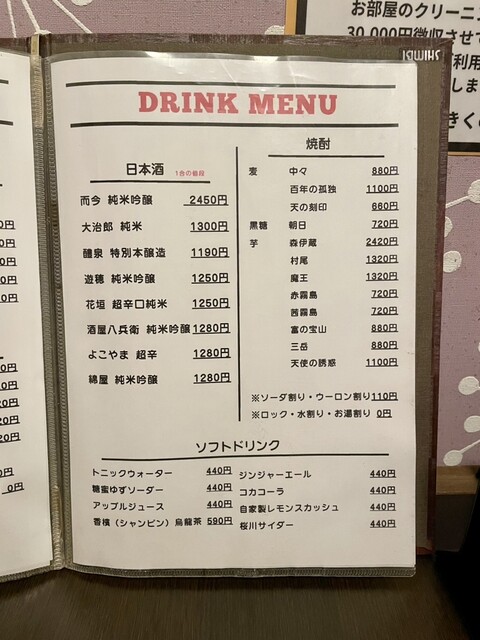 お部屋のクリーニン
30,000円徴収させて
利用
しま
きくの
SHIMBI
DRINK MENU
日本酒 1合の値段
而今 純米吟醸 2450円
大治郎 純米 1300円
醴泉 特別本醸造 1190円
遊穂 純米吟醸 1250円
花垣 超辛口純米 1250円
酒屋八兵衛 純米吟醸 1280円
よこやま 超辛 1280円
綿屋 純米吟醸 1280円
焼酎
麦 中々 880円
百年の孤独 1100円
天の刻印 660円
黒糖 朝日 720円
芋 森伊蔵 2420円
村尾 1320円
魔王 1320円
赤霧島 720円
茜霧島 720円
富の宝山 880円
三岳 880円
天使の誘惑 1100円
※ソーダ割り・ウーロン割り 110円
※ロック・水割り・お湯割り 0円
ソフトドリンク
トニックウォーター 440円
糖蜜ゆずソーダー 440円
アップルジュース 440円
香檳（シャンピン）烏龍茶 590円
ジンジャーエール 440円
コカコーラ 440円
自家製レモンスカッシュ 440円
桜川サイダー 440円
0円